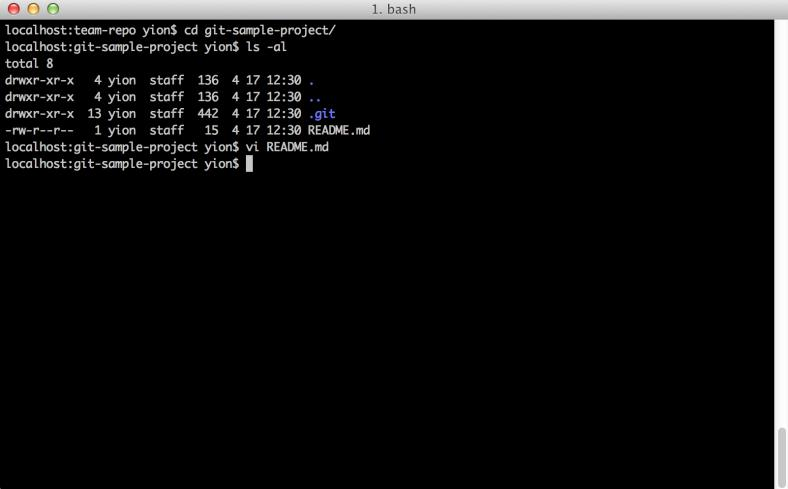 1. bash
localhost:team-repo yion$ cd git-sample-project/
localhost:git-sample-project yion$ ls -al
total 8
drwxr-xr-x   4 yion  staff  136  4 17 12:30 .
drwxr-xr-x   4 yion  staff  136  4 17 12:30 ..
drwxr-xr-x  13 yion  staff  442  4 17 12:30 .git
-rw-r--r--   1 yion  staff   15  4 17 12:30 README.md
localhost:git-sample-project yion$ vi README.md
localhost:git-sample-project yion$